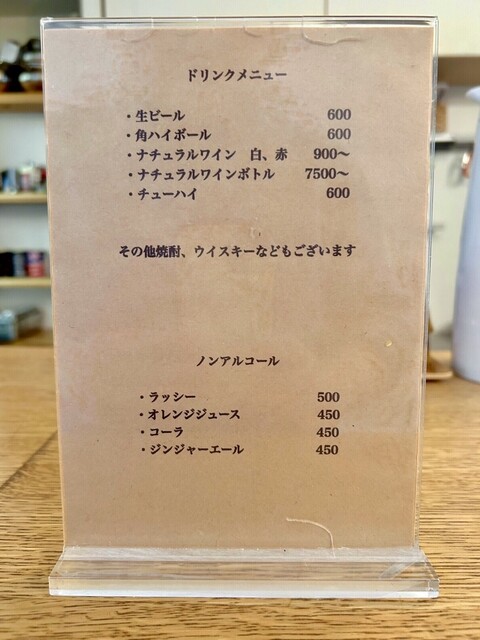 ドリンクメニュー
・生ビール 600
・角ハイボール 600
・ナチュラルワイン 白、赤 900〜
・ナチュラルワインボトル 7500〜
・チューハイ 600
その他焼酎、ウイスキーなどもございます
ノンアルコール
・ラッシー 500
・オレンジジュース 450
・コーラ 450
・ジンジャーエール 450